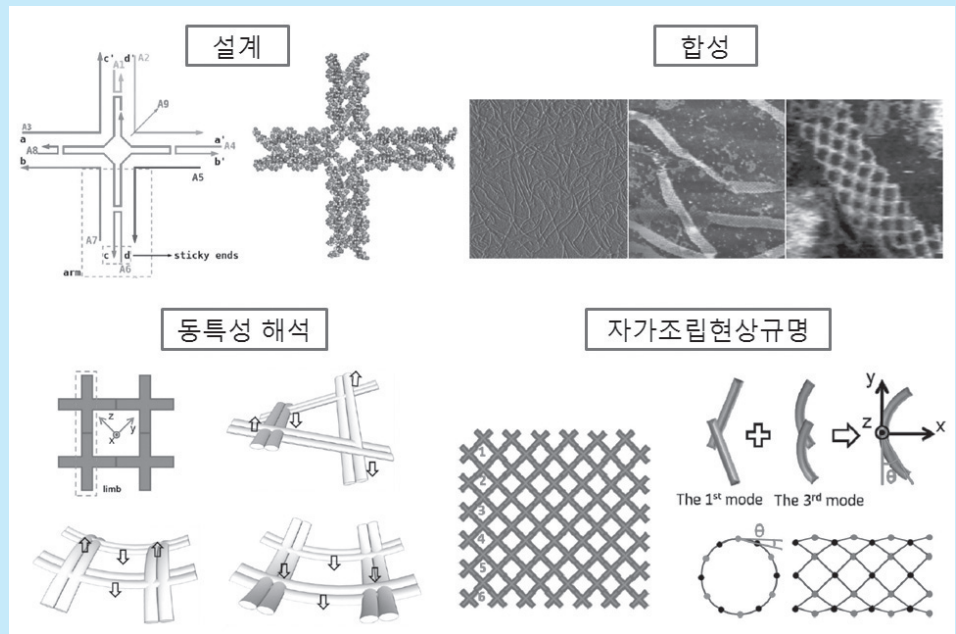 설계
c' d' A2
A1
A9
A3
a a'
A8 A4
b b'
A5
A7
c d sticky ends
A6
arm
합성
동특성 해석
z
y
x
limb
자가조립현상규명
1
2
3
4
5
6
y
z x
θ
The 1st mode The 3rd mode
θ